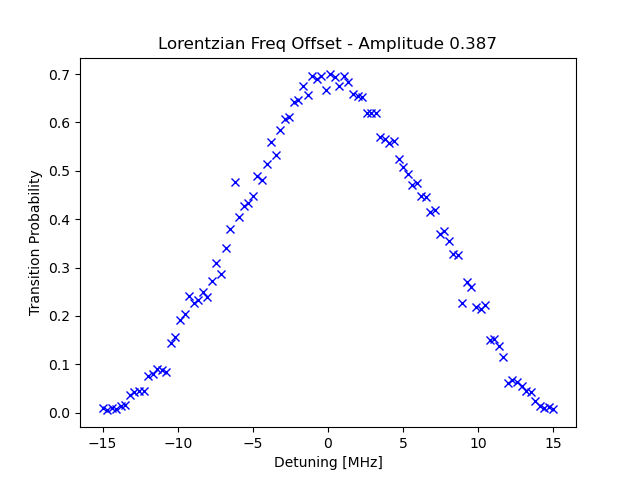 Lorentzian Freq Offset - Amplitude 0.387
0.7
0.6
0.5
0.4
0.3
0.2
0.1
0.0
Transition Probability
−15 −10 −5 0 5 10 15
Detuning [MHz]